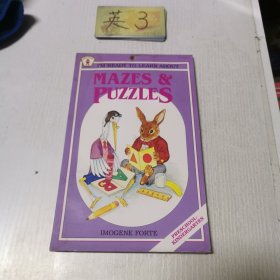 英3
I'M READY TO LEARN ABOUT
MAZES &
PUZZLES
IMOGENE FORTE
PRESCHOOL
KINDERGARTEN